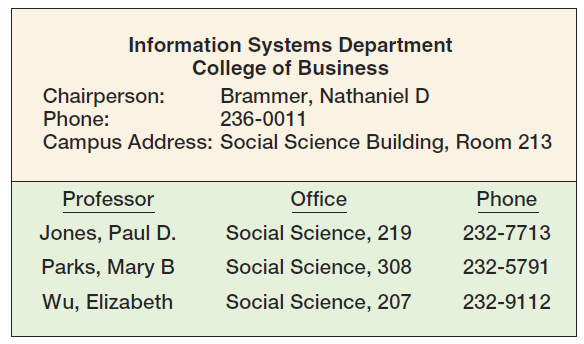 Information Systems Department
College of Business
Chairperson: Brammer, Nathaniel D
Phone: 236-0011
Campus Address: Social Science Building, Room 213
Professor Office Phone
Jones, Paul D. Social Science, 219 232-7713
Parks, Mary B Social Science, 308 232-5791
Wu, Elizabeth Social Science, 207 232-9112